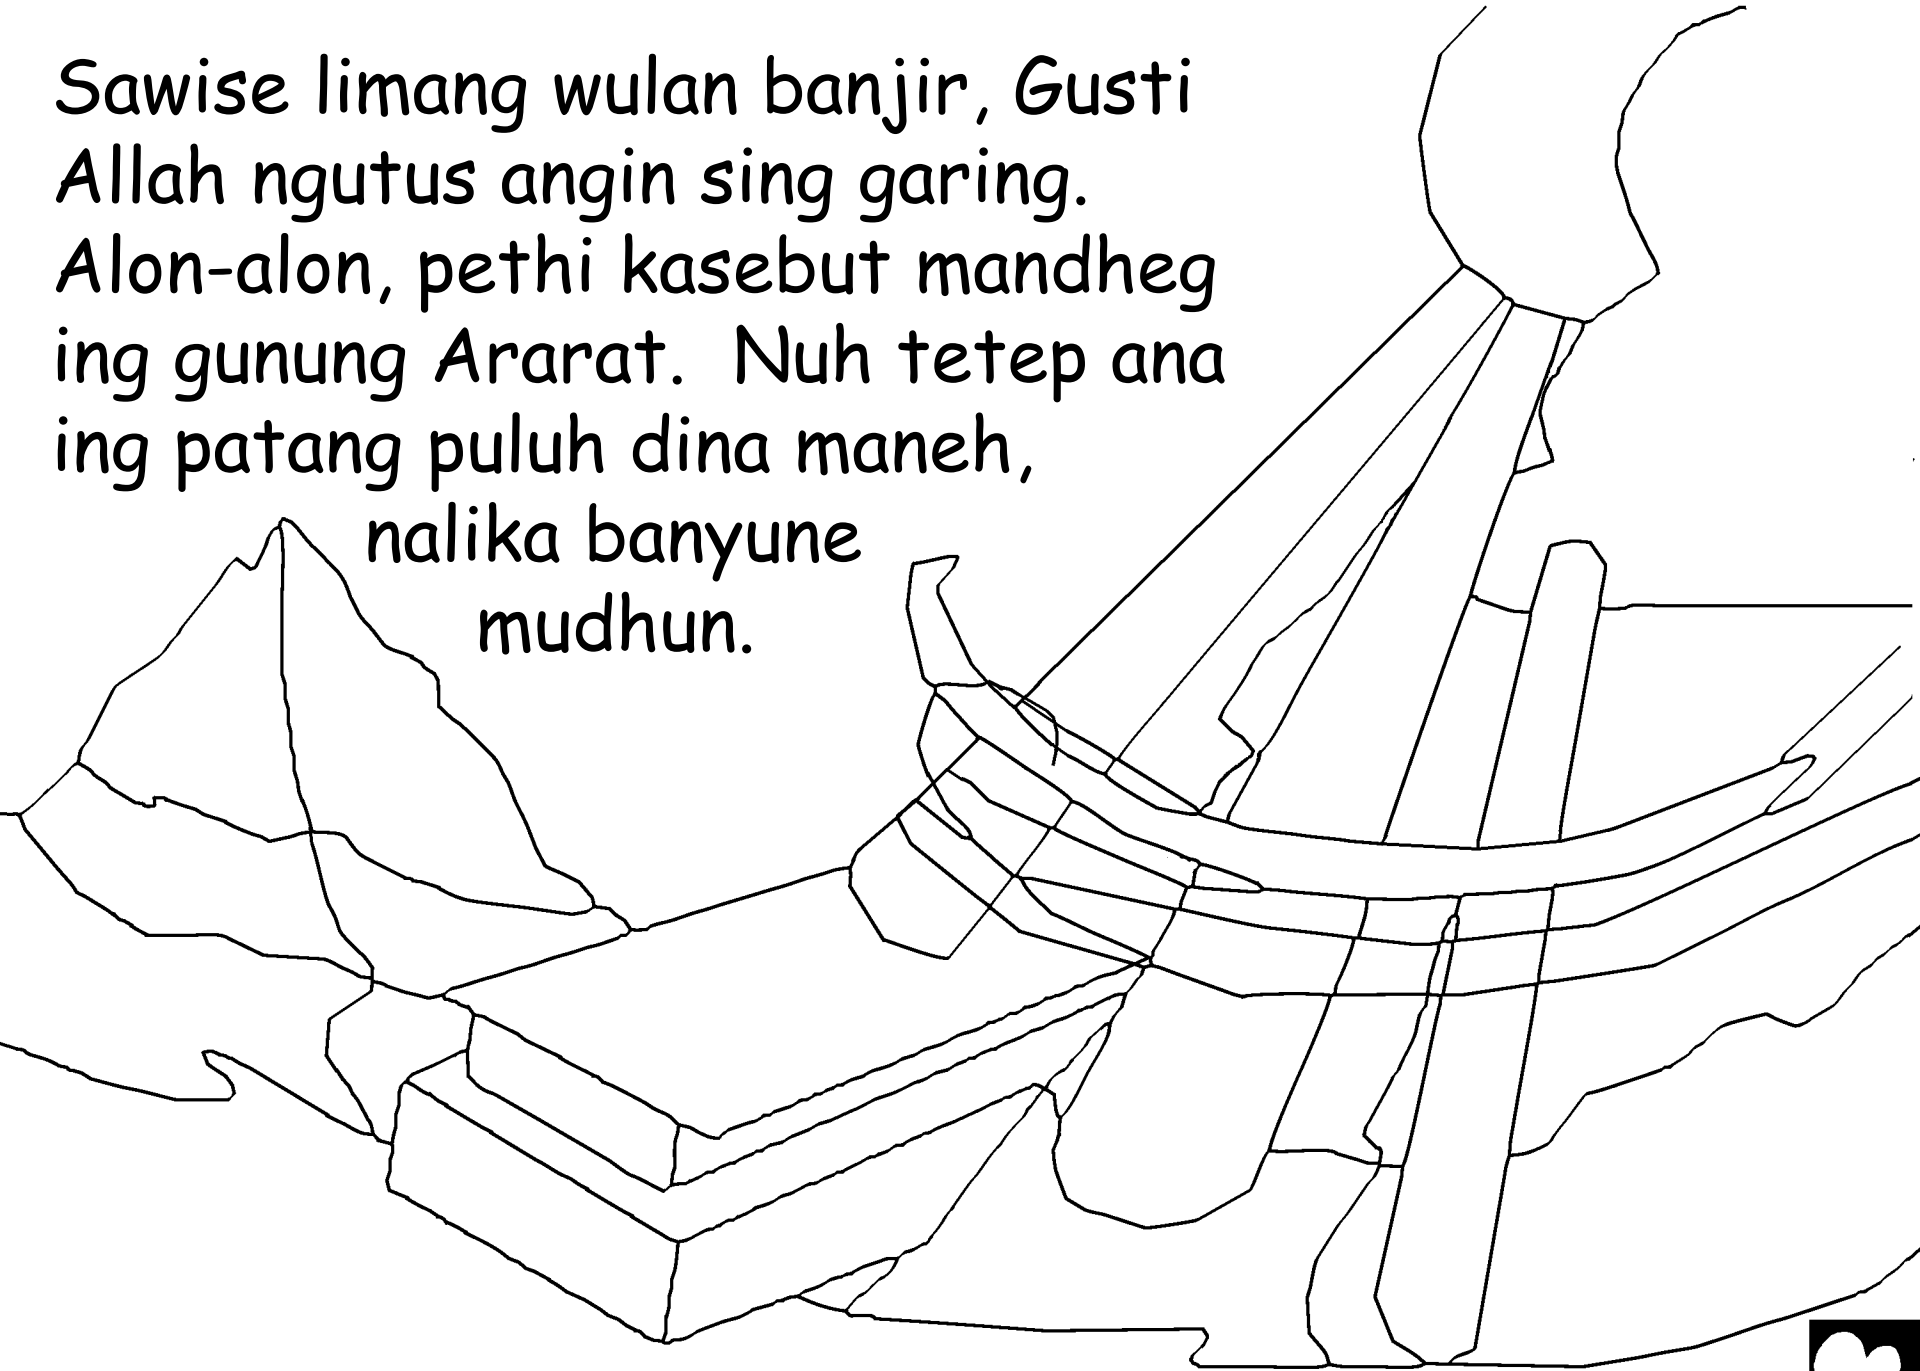 Sawise limang wulan banjir, Gusti
Allah ngutus angin sing garing.
Alon-alon, pethi kasebut mandheg
ing gunung Ararat.  Nuh tetep ana
ing patang puluh dina maneh,
nalika banyune
mudhun.